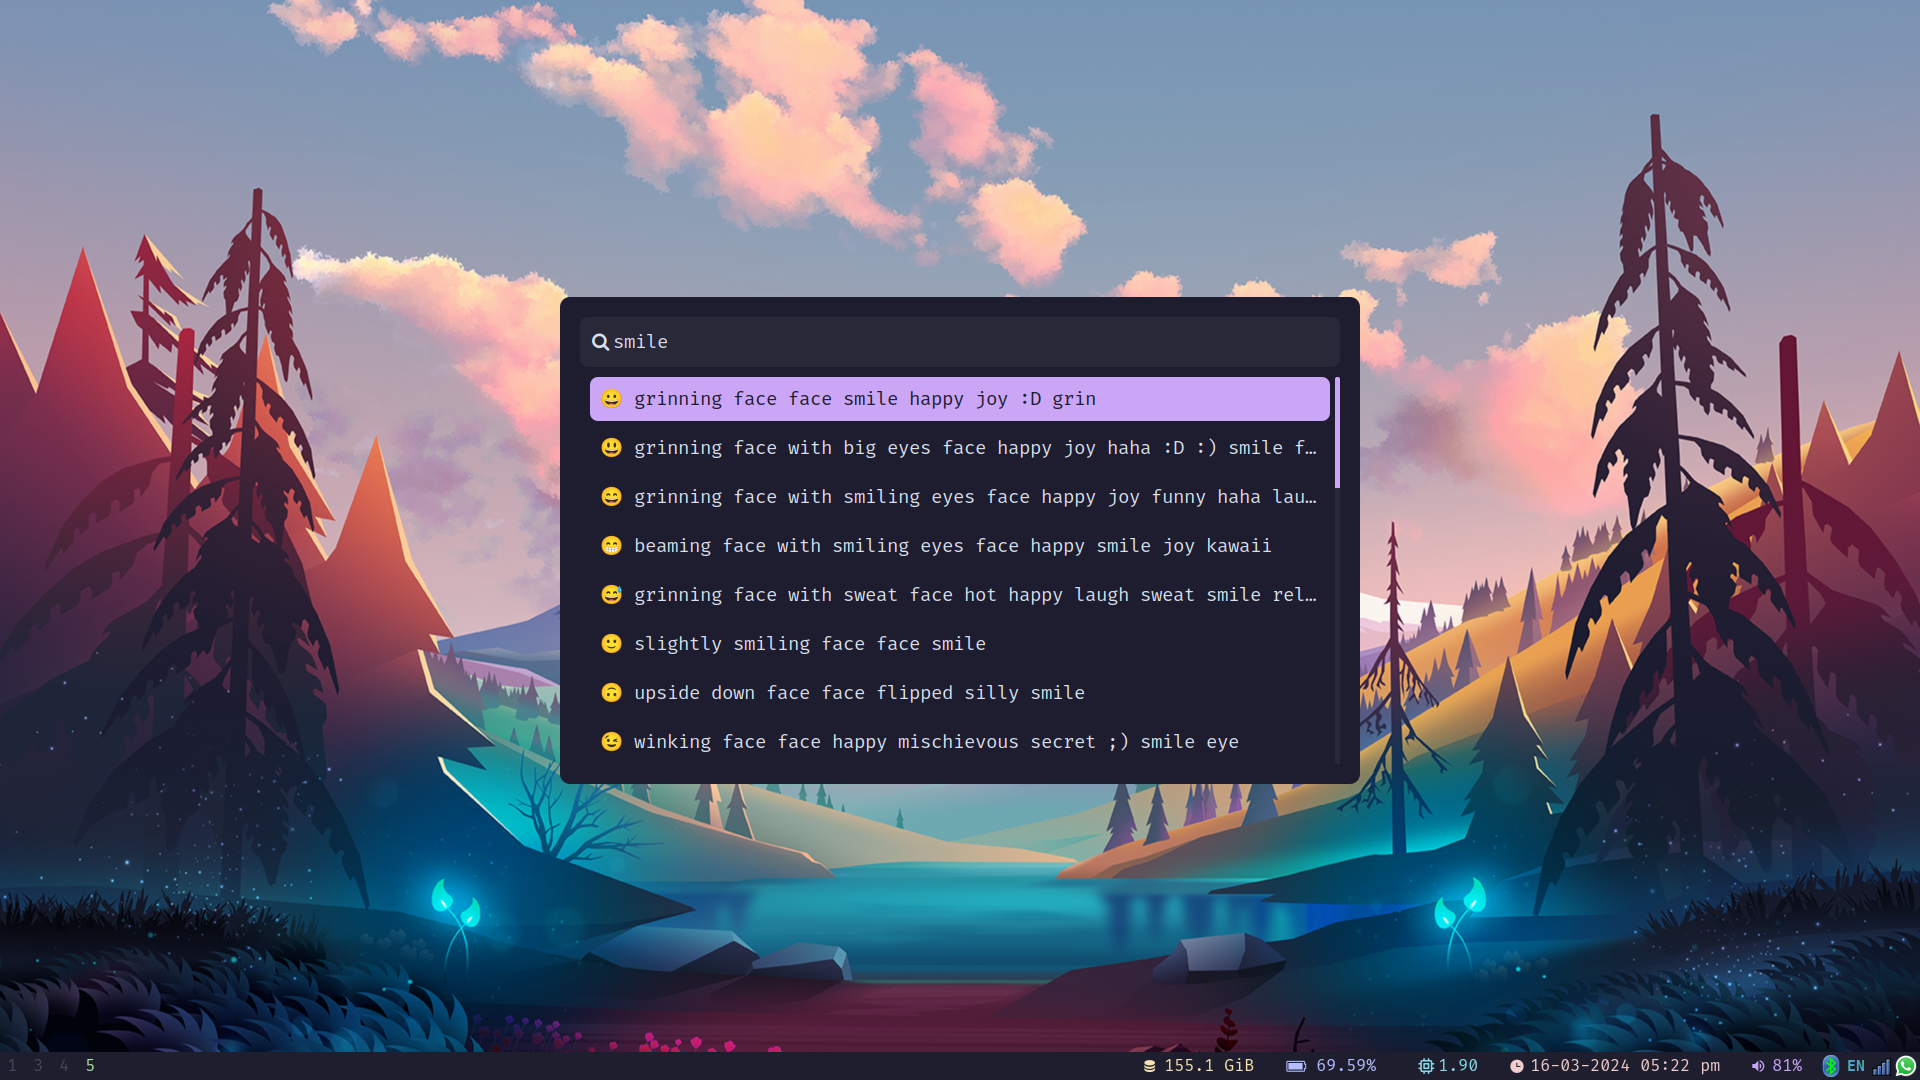 smile
😀 grinning face face smile happy joy :D grin
😃 grinning face with big eyes face happy joy haha :D :) smile f…
😄 grinning face with smiling eyes face happy joy funny haha lau…
😁 beaming face with smiling eyes face happy smile joy kawaii
😅 grinning face with sweat face hot happy laugh sweat smile rel…
🙂 slightly smiling face face smile
🙃 upside down face face flipped silly smile
😉 winking face face happy mischievous secret ;) smile eye
1 3 4 5 155.1 GiB 69.59% 1.90 16-03-2024 05:22 pm 81% EN